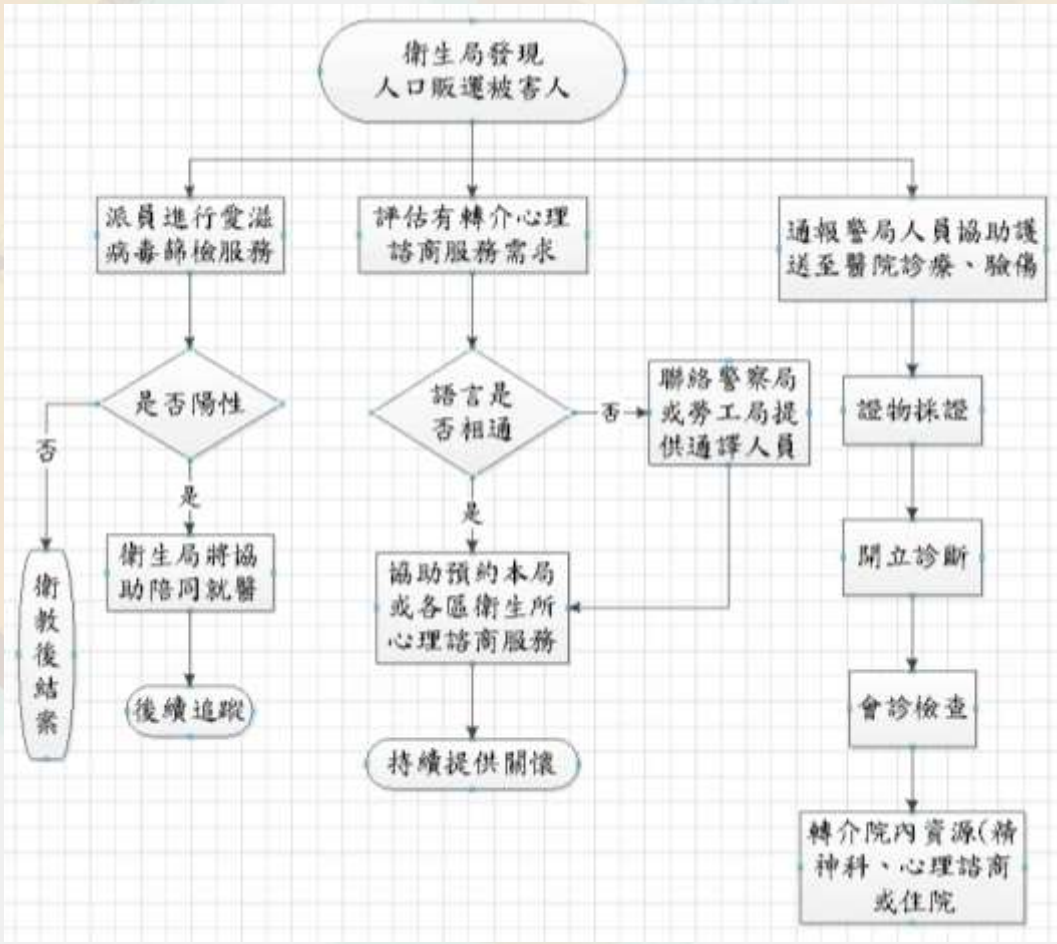 衛生局發現
人口販運被害人
派員進行愛滋
病毒篩檢服務
評估有轉介心理
諮商服務需求
通報警局人員協助護
送至醫院診療、驗傷
是否陽性
語言是
否相通
否
聯絡警察局
或勞工局提
供通譯人員
證物採證
否
是
是
衛生局將協
助陪同就醫
協助預約本局
或各區衛生所
心理諮商服務
開立診斷
衛教後結案
後續追蹤
會診檢查
持續提供關懷
轉介院內資源(精
神科、心理諮商
或住院